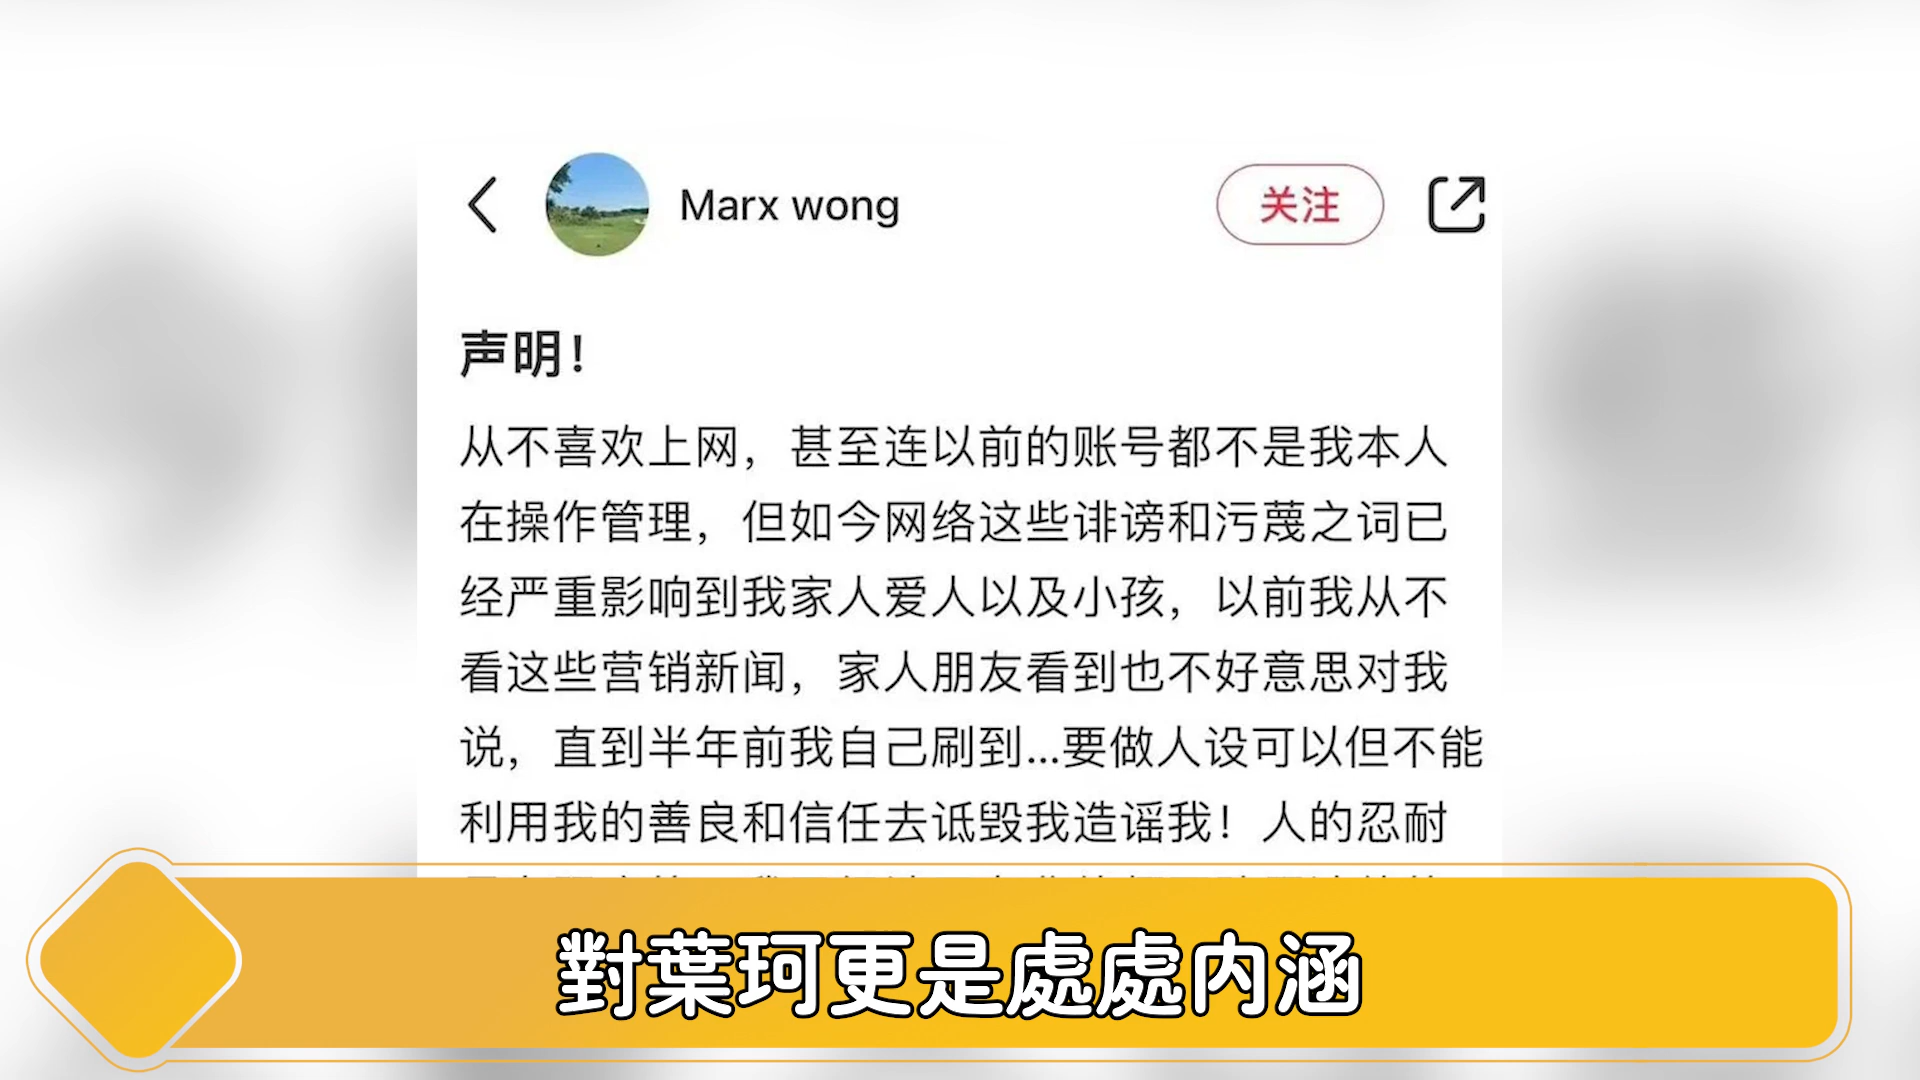 Marx wong
关注
声明！
从不喜欢上网，甚至连以前的账号都不是我本人
在操作管理，但如今网络这些诽谤和污蔑之词已
经严重影响到我家人爱人以及小孩，以前我从不
看这些营销新闻，家人朋友看到也不好意思对我
说，直到半年前我自己刷到...要做人设可以但不能
利用我的善良和信任去诋毁我造谣我！人的忍耐
對葉珂更是處處內涵